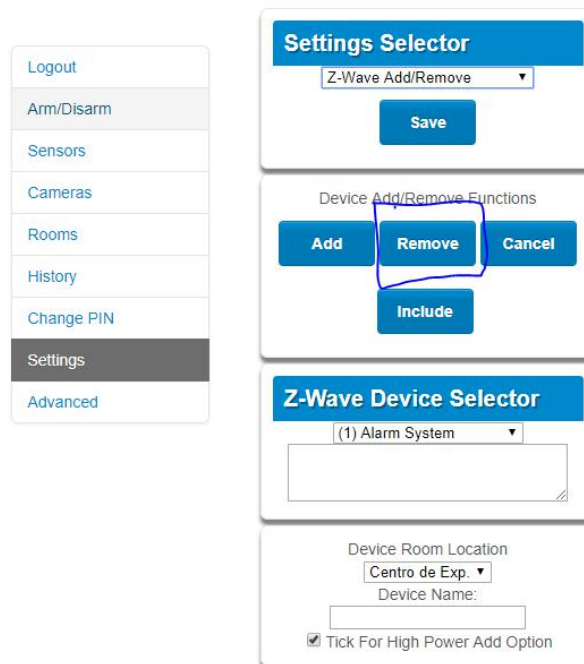 Logout
Arm/Disarm
Sensors
Cameras
Rooms
History
Change PIN
Settings
Advanced
Settings Selector
Z-Wave Add/Remove
Save
Device Add/Remove Functions
Add Remove Cancel
Include
Z-Wave Device Selector
(1) Alarm System
Device Room Location
Centro de Exp.
Device Name:
Tick For High Power Add Option